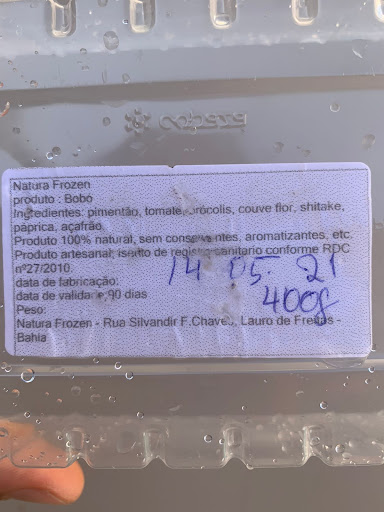 Natura Frozen
produto : Bobó
Ingredientes: pimentão, tomate, brócolis, couve flor, shitake,
páprica, açafrão
Produto 100% natural, sem conservantes, aromatizantes, etc.
Produto artesanal, isento de registro sanitario conforme RDC
nº27/2010
14 05 21
data de fabricação:
data de validade; 90 dias
400g
Peso:
Natura Frozen - Rua Silvandir F.Chaves, Lauro de Freitas -
Bahia